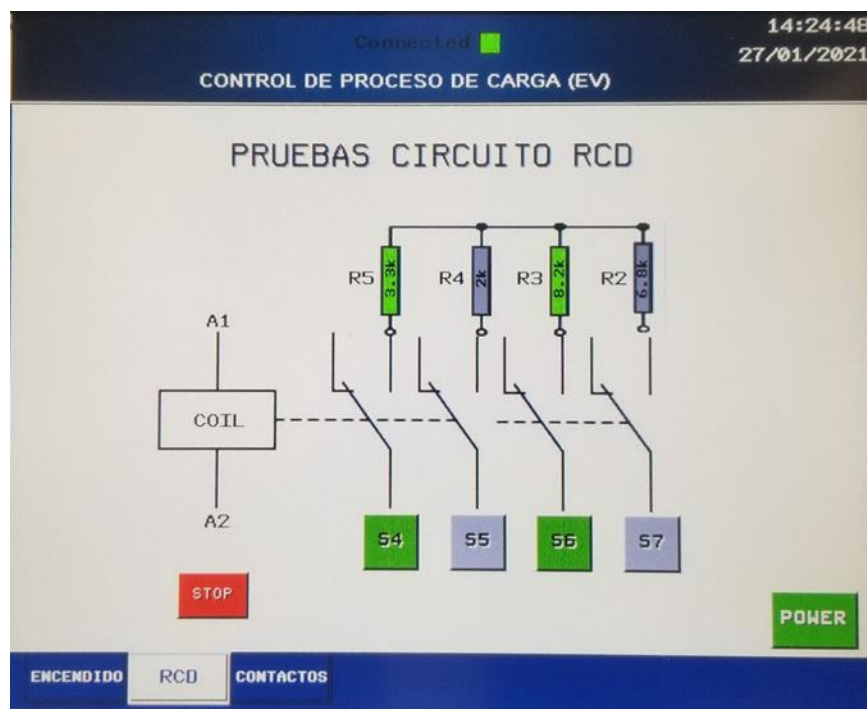 Connected
14:24:48
27/01/2021
CONTROL DE PROCESO DE CARGA (EV)
PRUEBAS CIRCUITO RCD
R5 3.3k R4 2k R3 8.2k R2 6.8k
A1
COIL
A2
S4 S5 S6 S7
STOP
POWER
ENCENDIDO RCD CONTACTOS